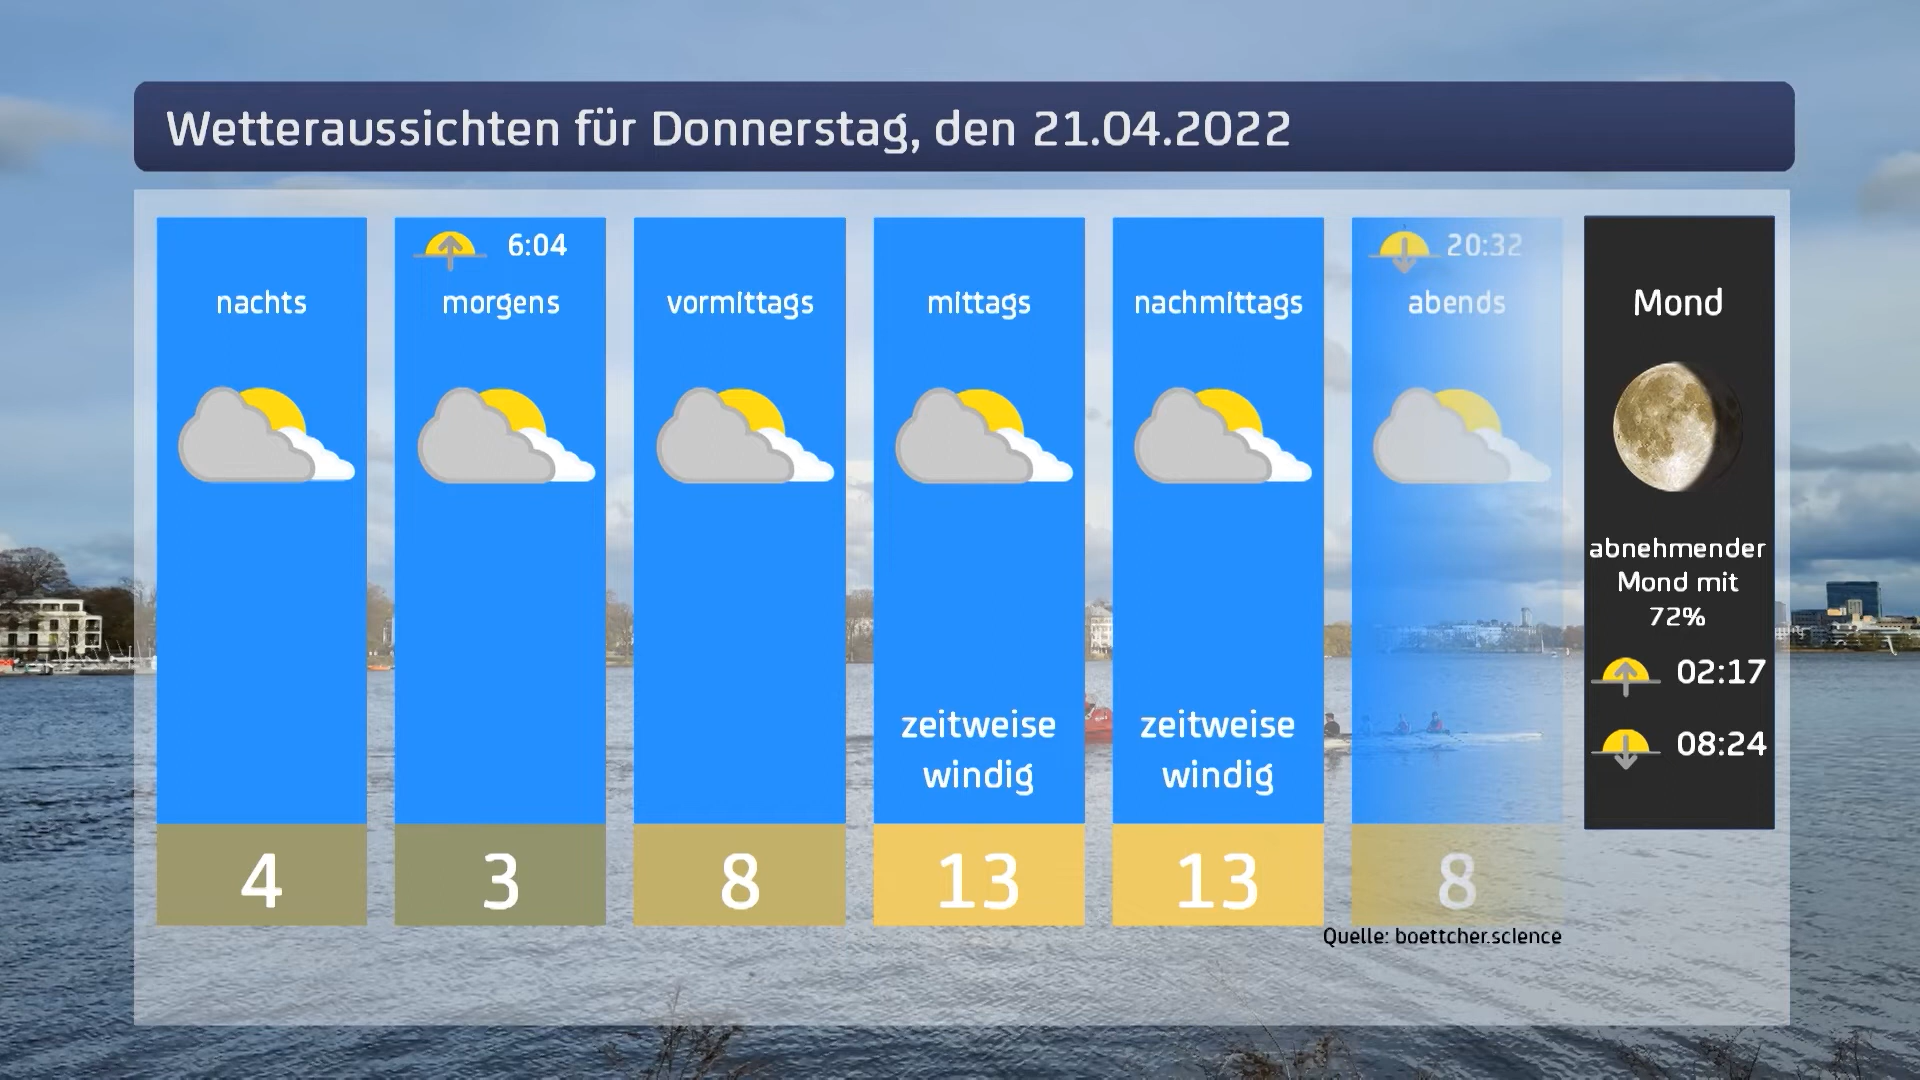 Wetteraussichten für Donnerstag, den 21.04.2022
6:04
20:32
nachts
morgens
vormittags
mittags
nachmittags
abends
Mond
abnehmender
Mond mit
72%
02:17
08:24
zeitweise
windig
zeitweise
windig
4
3
8
13
13
8
Quelle: boettcher.science